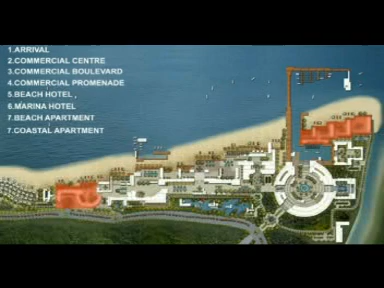 1.ARRIVAL
2.COMMERCIAL CENTRE
3.COMMERCIAL BOULEVARD
4.COMMERCIAL PROMENADE
5.BEACH HOTEL ,
6.MARINA HOTEL
7.BEACH APARTMENT
7.COASTAL APARTMENT